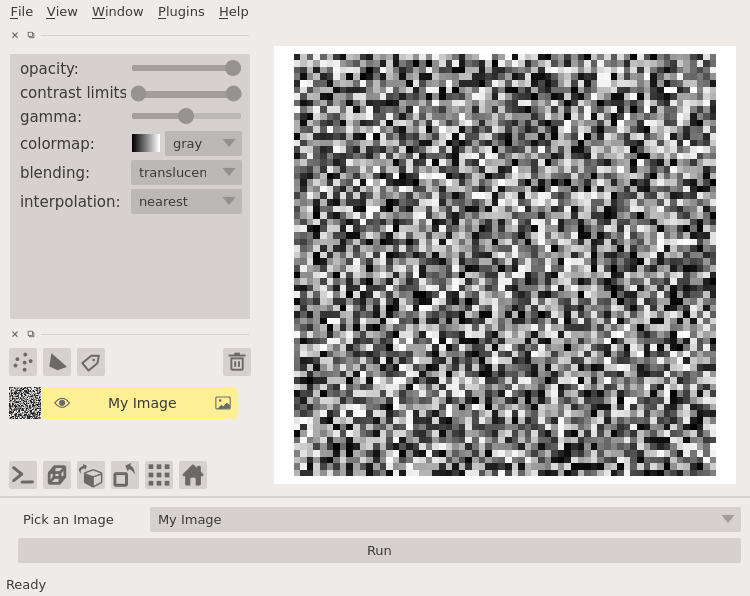 File View Window Plugins Help
opacity:
contrast limits
gamma:
colormap: gray
blending: translucen
interpolation: nearest
My Image
Pick an Image My Image
Run
Ready